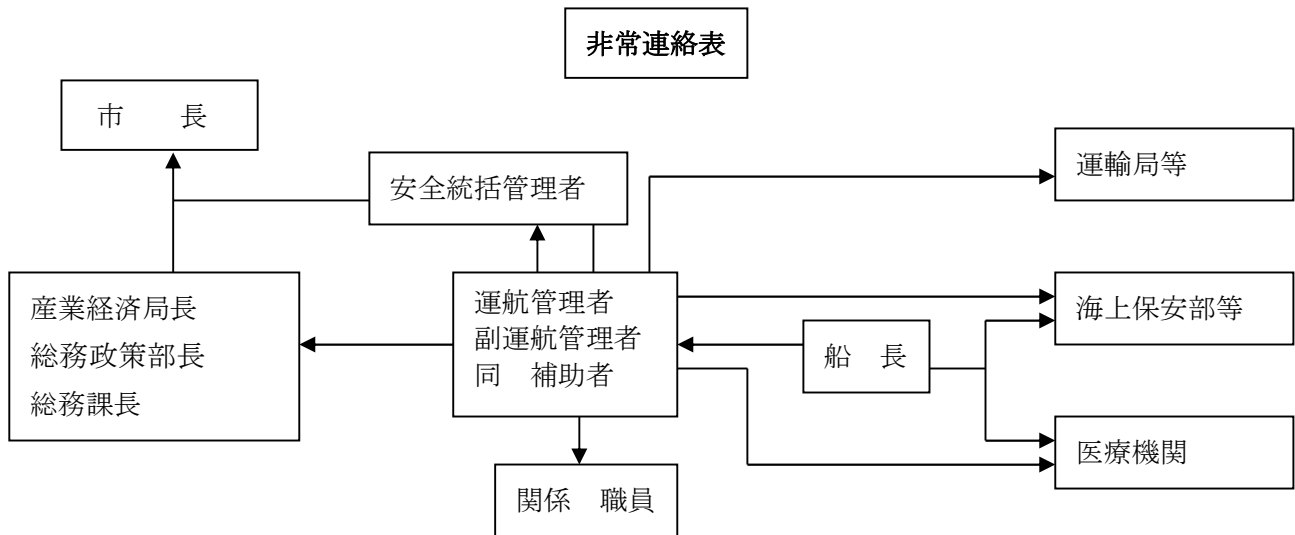 非常連絡表
市　　長
安全統括管理者
運輸局等
産業経済局長
総務政策部長
総務課長
運航管理者
副運航管理者
同　補助者
船　長
海上保安部等
医療機関
関係　職員